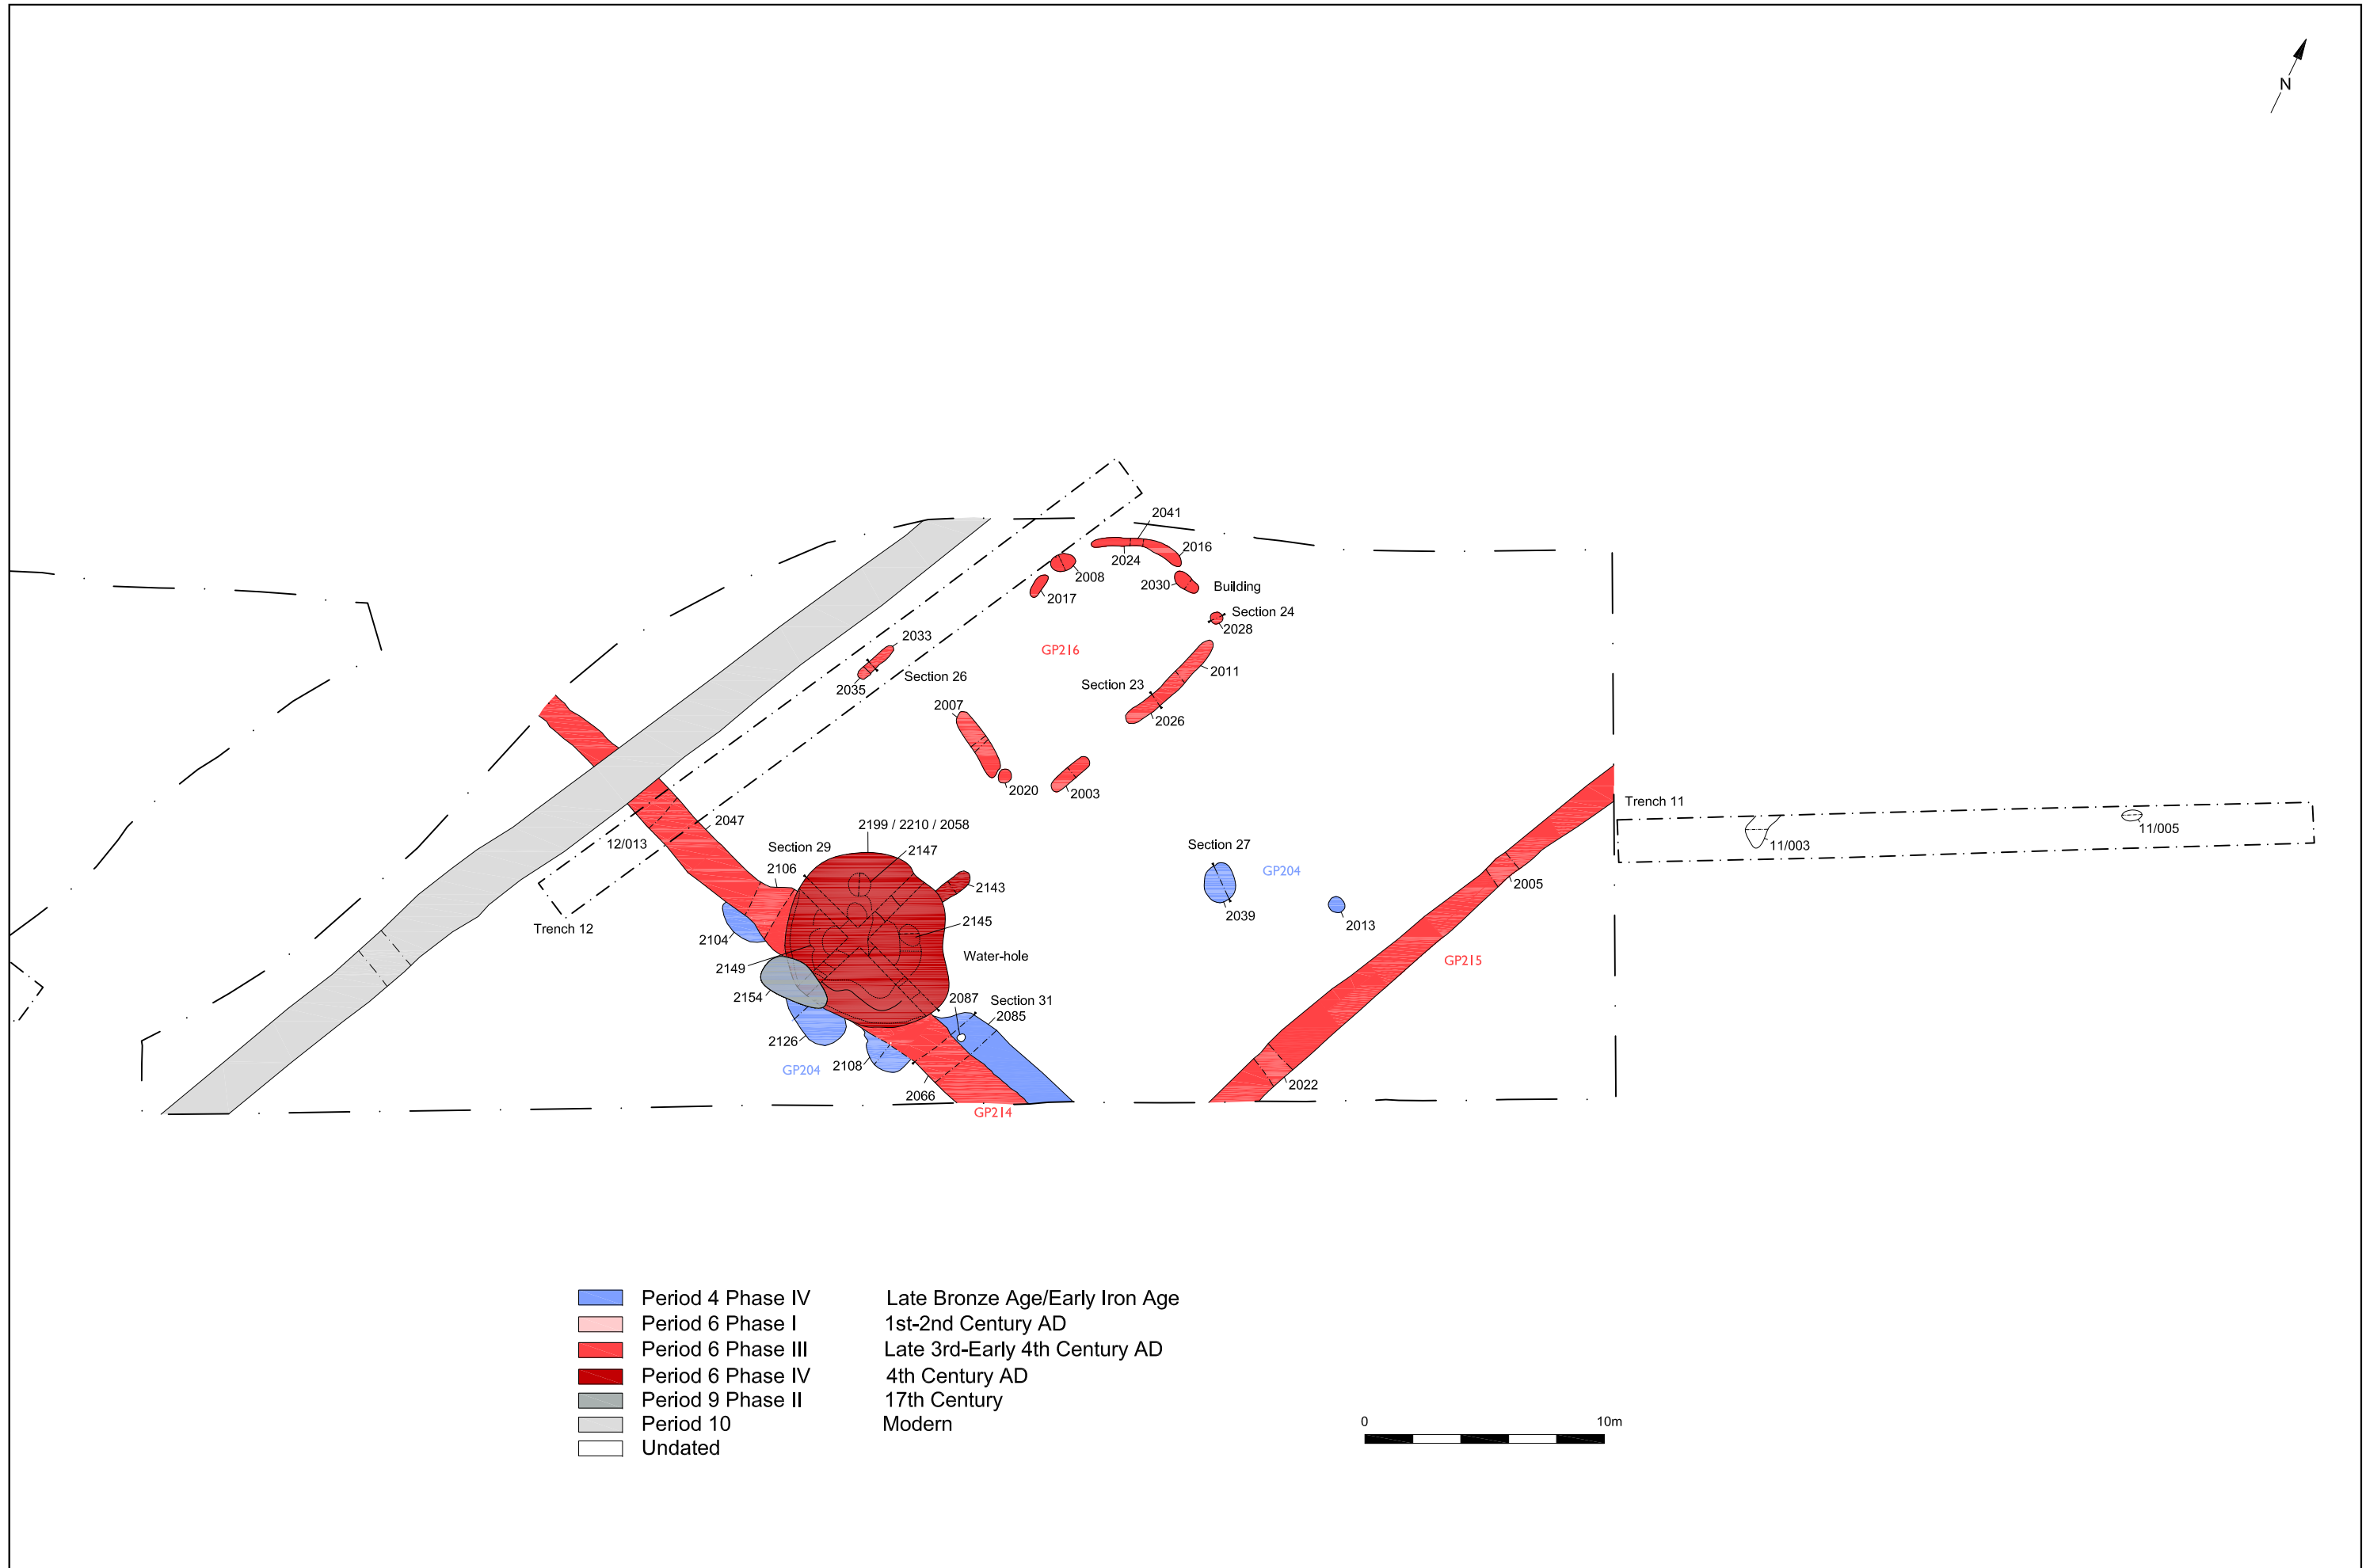 N
2041
2016
2024
2008
2030
Building
2017
Section 24
2028
2033
GP216
2011
Section 26
Section 23
2035
2007
2026
2020
2003
Trench 11
2047
2199 / 2210 / 2058
11/005
12/013
Section 29
2147
Section 27
11/003
2106
GP204
2143
2005
2039
2145
2013
Trench 12
2104
Water-hole
GP215
2149
2154
2087
Section 31
2085
2126
GP204
2108
2022
2066
GP214
Period 4 Phase IV Late Bronze Age/Early Iron Age
Period 6 Phase I 1st-2nd Century AD
Period 6 Phase III Late 3rd-Early 4th Century AD
Period 6 Phase IV 4th Century AD
Period 9 Phase II 17th Century
Period 10 Modern
Undated
0 10m